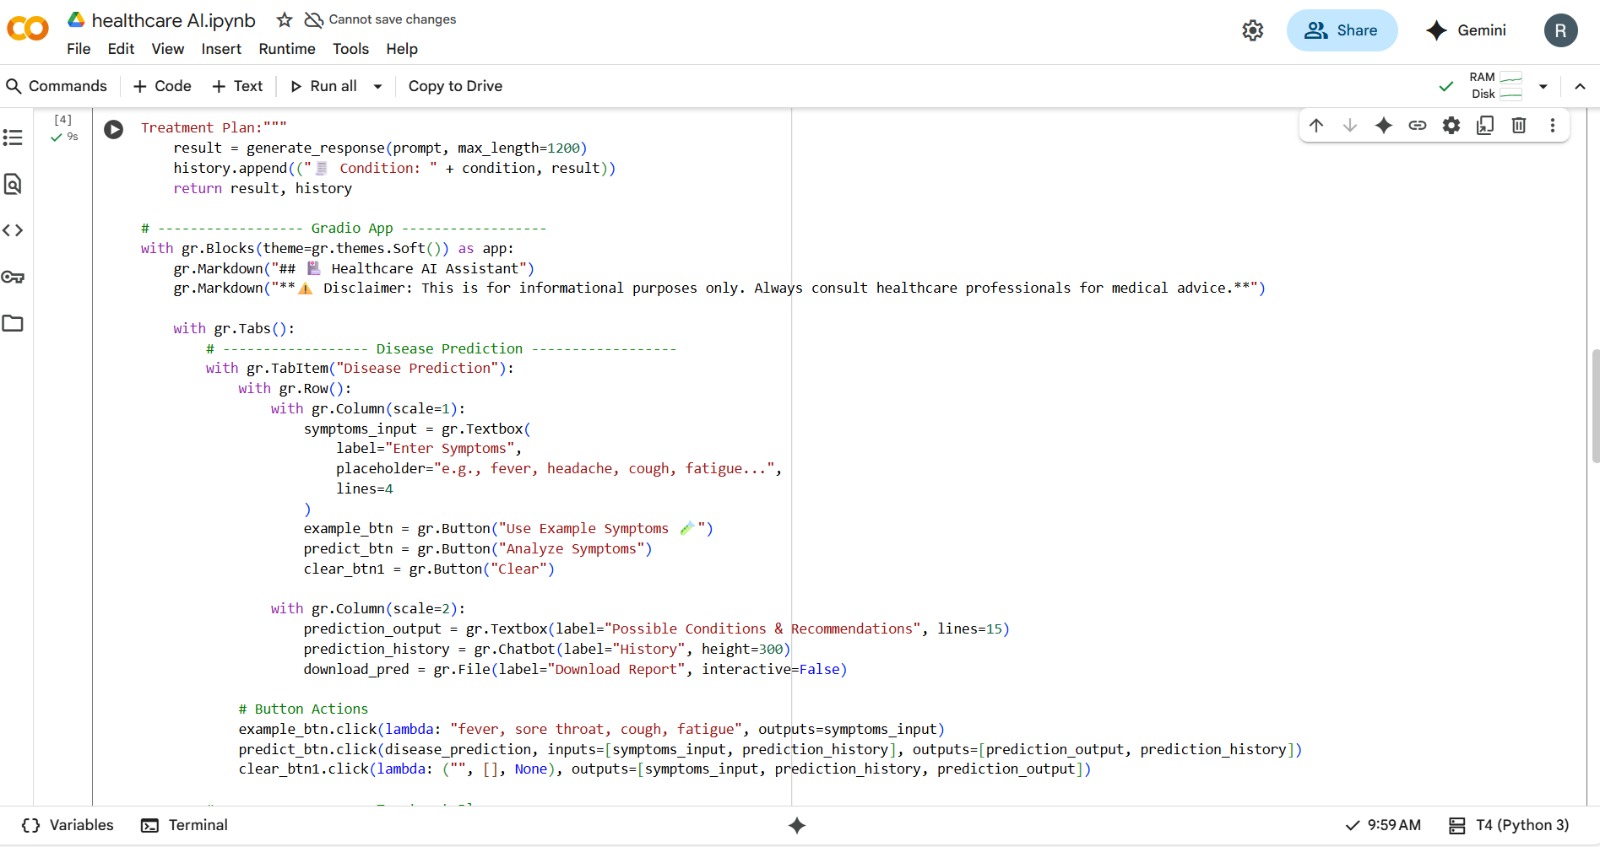 healthcare AI.ipynb
Cannot save changes
File Edit View Insert Runtime Tools Help
Share
Gemini
R
Commands + Code + Text Run all Copy to Drive
RAM
Disk
[4]
9s
Treatment Plan:"""
    result = generate_response(prompt, max_length=1200)
    history.append(("🧾 Condition: " + condition, result))
    return result, history
# ------------------ Gradio App ------------------
with gr.Blocks(theme=gr.themes.Soft()) as app:
    gr.Markdown("## Healthcare AI Assistant")
    gr.Markdown("**⚠️ Disclaimer: This is for informational purposes only. Always consult healthcare professionals for medical advice.**")
    with gr.Tabs():
        # ------------------ Disease Prediction ------------------
        with gr.TabItem("Disease Prediction"):
            with gr.Row():
                with gr.Column(scale=1):
                    symptoms_input = gr.Textbox(
                        label="Enter Symptoms",
                        placeholder="e.g., fever, headache, cough, fatigue...",
                        lines=4
                    )
                    example_btn = gr.Button("Use Example Symptoms 🧪")
                    predict_btn = gr.Button("Analyze Symptoms")
                    clear_btn1 = gr.Button("Clear")
                with gr.Column(scale=2):
                    prediction_output = gr.Textbox(label="Possible Conditions & Recommendations", lines=15)
                    prediction_history = gr.Chatbot(label="History", height=300)
                    download_pred = gr.File(label="Download Report", interactive=False)
            # Button Actions
            example_btn.click(lambda: "fever, sore throat, cough, fatigue", outputs=symptoms_input)
            predict_btn.click(disease_prediction, inputs=[symptoms_input, prediction_history], outputs=[prediction_output, prediction_history])
            clear_btn1.click(lambda: ("", [], None), outputs=[symptoms_input, prediction_history, prediction_output])
Variables Terminal
9:59 AM T4 (Python 3)